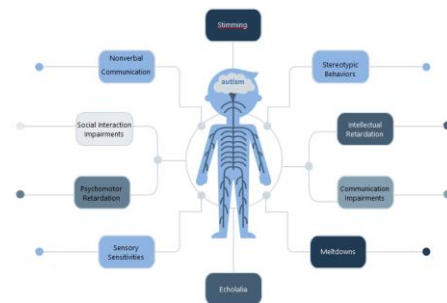 Stimming
Nonverbal
Communication
Stereotypic
Behaviors
autism
Social Interaction
Impairments
Intellectual
Retardation
Psychomotor
Retardation
Communication
Impairments
Sensory
Sensitivities
Meltdowns
Echolalia